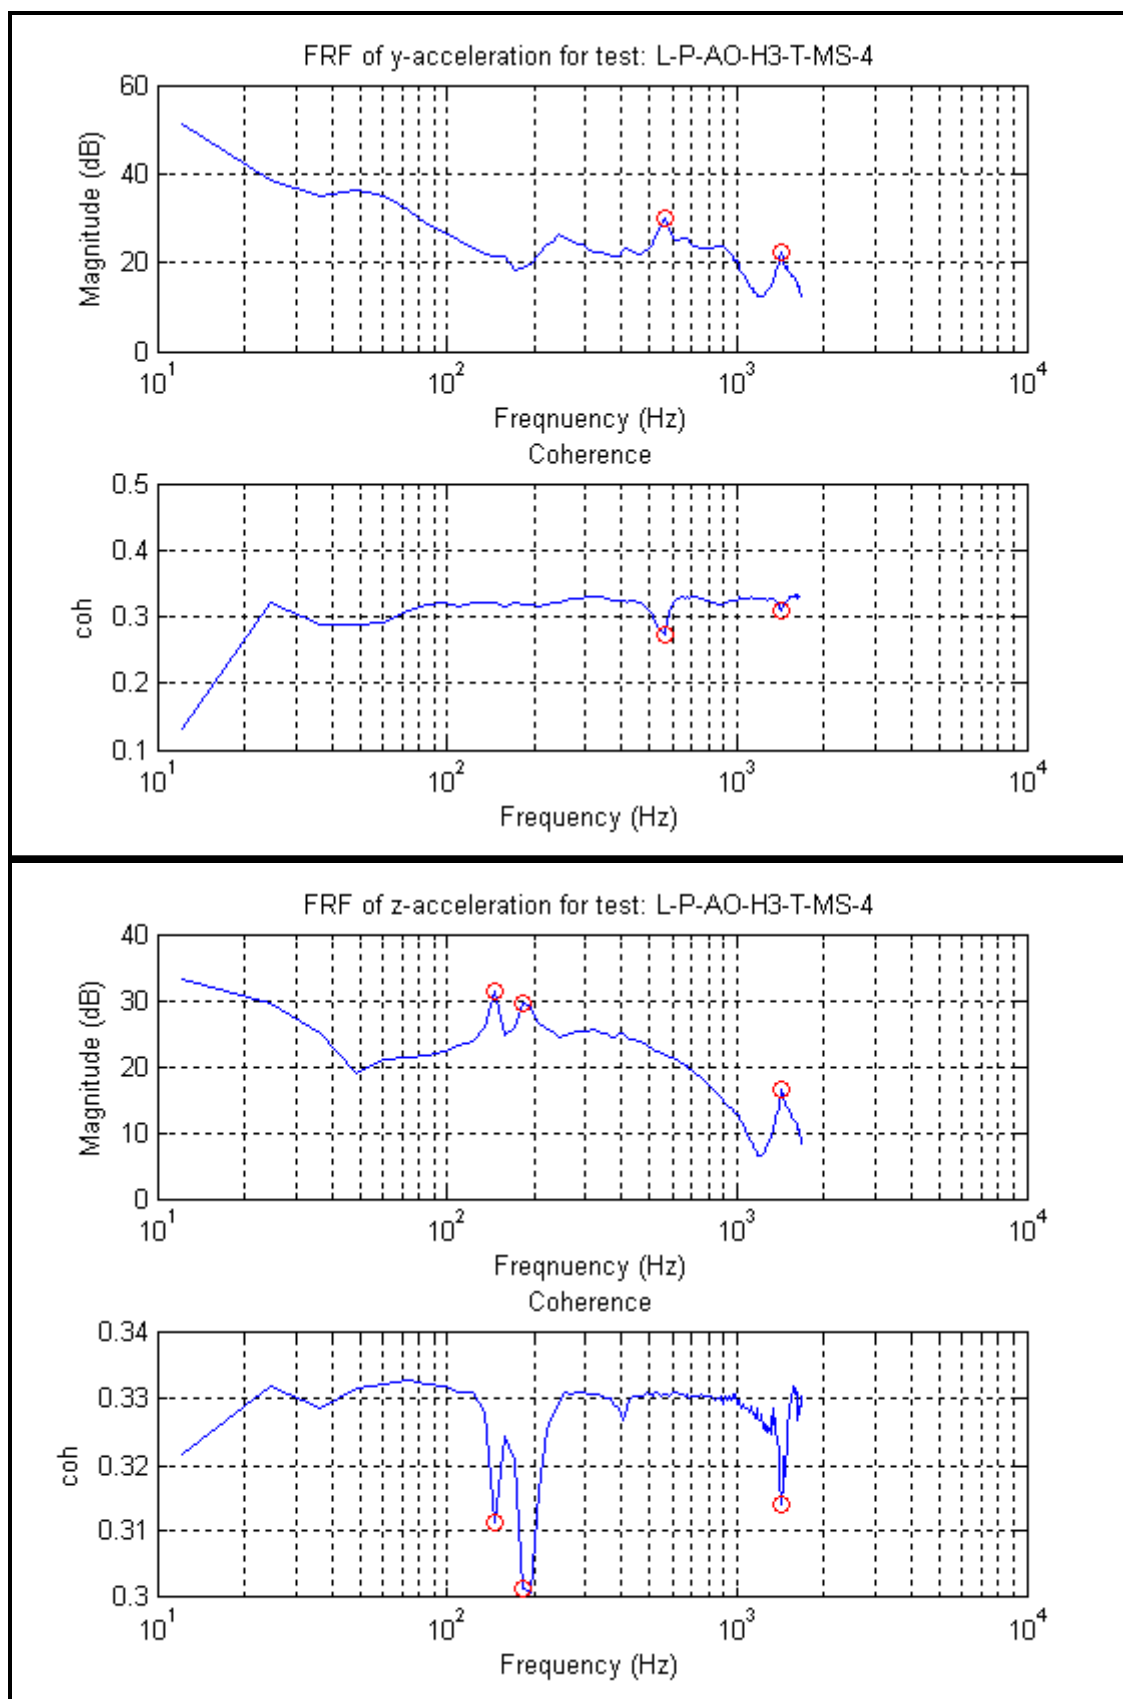 FRF of y-acceleration for test: L-P-AO-H3-T-MS-4
60
40
20
0
Magnitude (dB)
10^1 10^2 10^3 10^4
Freqnuency (Hz)
Coherence
0.5
0.4
0.3
0.2
0.1
coh
10^1 10^2 10^3 10^4
Frequency (Hz)
FRF of z-acceleration for test: L-P-AO-H3-T-MS-4
40
30
20
10
0
Magnitude (dB)
10^1 10^2 10^3 10^4
Freqnuency (Hz)
Coherence
0.34
0.33
0.32
0.31
0.3
coh
10^1 10^2 10^3 10^4
Frequency (Hz)